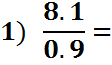 1) 8.1/0.9 =